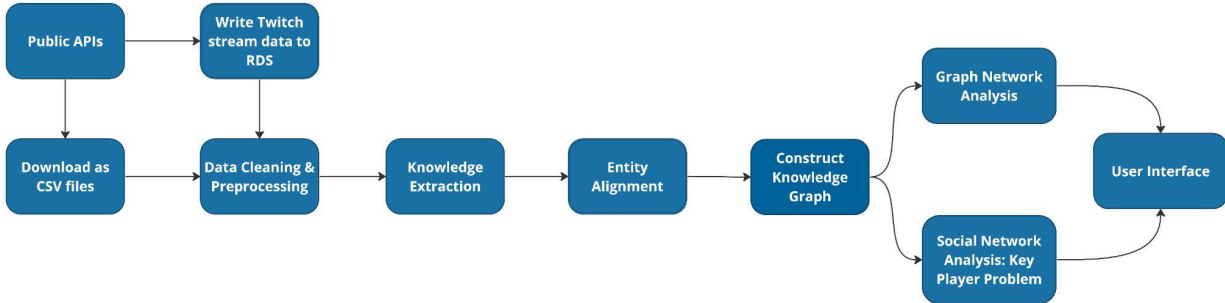 Public APIs
Write Twitch
stream data to
RDS
Download as
CSV files
Data Cleaning &
Preprocessing
Knowledge
Extraction
Entity
Alignment
Construct
Knowledge
Graph
Graph Network
Analysis
Social Network
Analysis: Key
Player Problem
User Interface